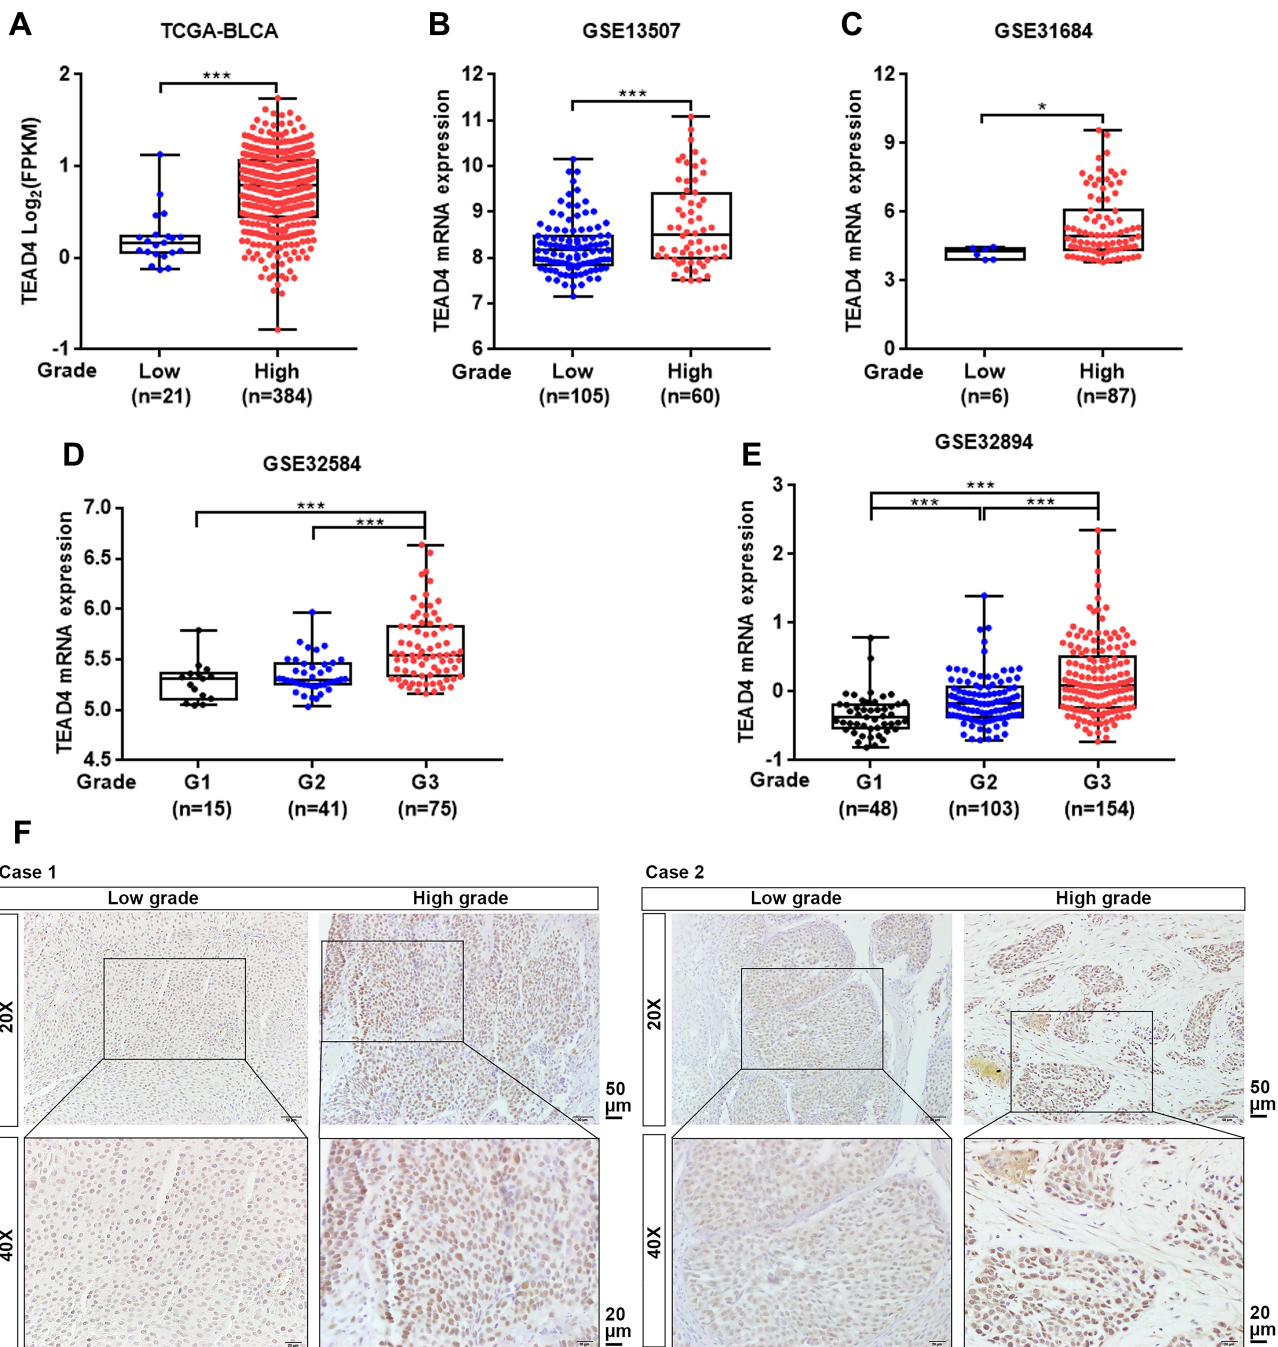 A
TCGA-BLCA
TEAD4 Log2(FPKM)
2
1
0
-1
***
Grade
Low
High
(n=21)
(n=384)
B
GSE13507
TEAD4 mRNA expression
12
11
10
9
8
7
6
***
Grade
Low
High
(n=105)
(n=60)
C
GSE31684
TEAD4 mRNA expression
12
9
6
3
0
*
Grade
Low
High
(n=6)
(n=87)
D
GSE32584
TEAD4 mRNA expression
7.0
6.5
6.0
5.5
5.0
4.5
***
***
Grade
G1
G2
G3
(n=15)
(n=41)
(n=75)
E
GSE32894
TEAD4 mRNA expression
3
2
1
0
-1
***
***
***
Grade
G1
G2
G3
(n=48)
(n=103)
(n=154)
F
Case 1
Low grade
High grade
20X
40X
50
μm
20
μm
Case 2
Low grade
High grade
20X
40X
50
μm
20
μm